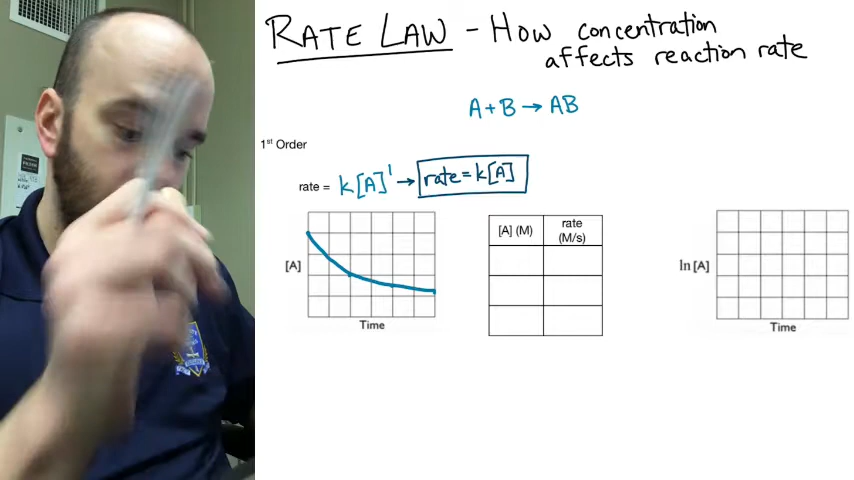 RATE LAW - HOW concentration
affects reaction rate
A + B → AB
1st Order
rate = k[A]¹ → rate = k[A]
[A]
Time
[A] (M)
rate
(M/s)
ln [A]
Time